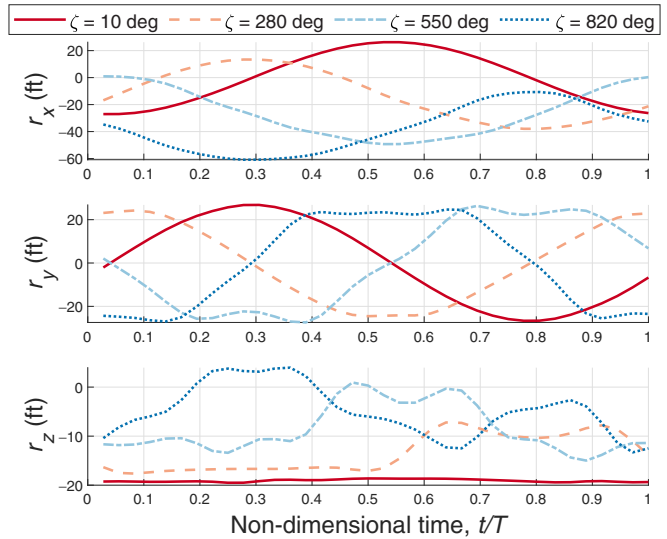 ζ = 10 deg ζ = 280 deg ζ = 550 deg ζ = 820 deg
20
0
-20
-40
-60
r_x (ft)
0 0.1 0.2 0.3 0.4 0.5 0.6 0.7 0.8 0.9 1
20
0
-20
r_y (ft)
0 0.1 0.2 0.3 0.4 0.5 0.6 0.7 0.8 0.9 1
0
-10
-20
r_z (ft)
0 0.1 0.2 0.3 0.4 0.5 0.6 0.7 0.8 0.9 1
Non-dimensional time, t/T